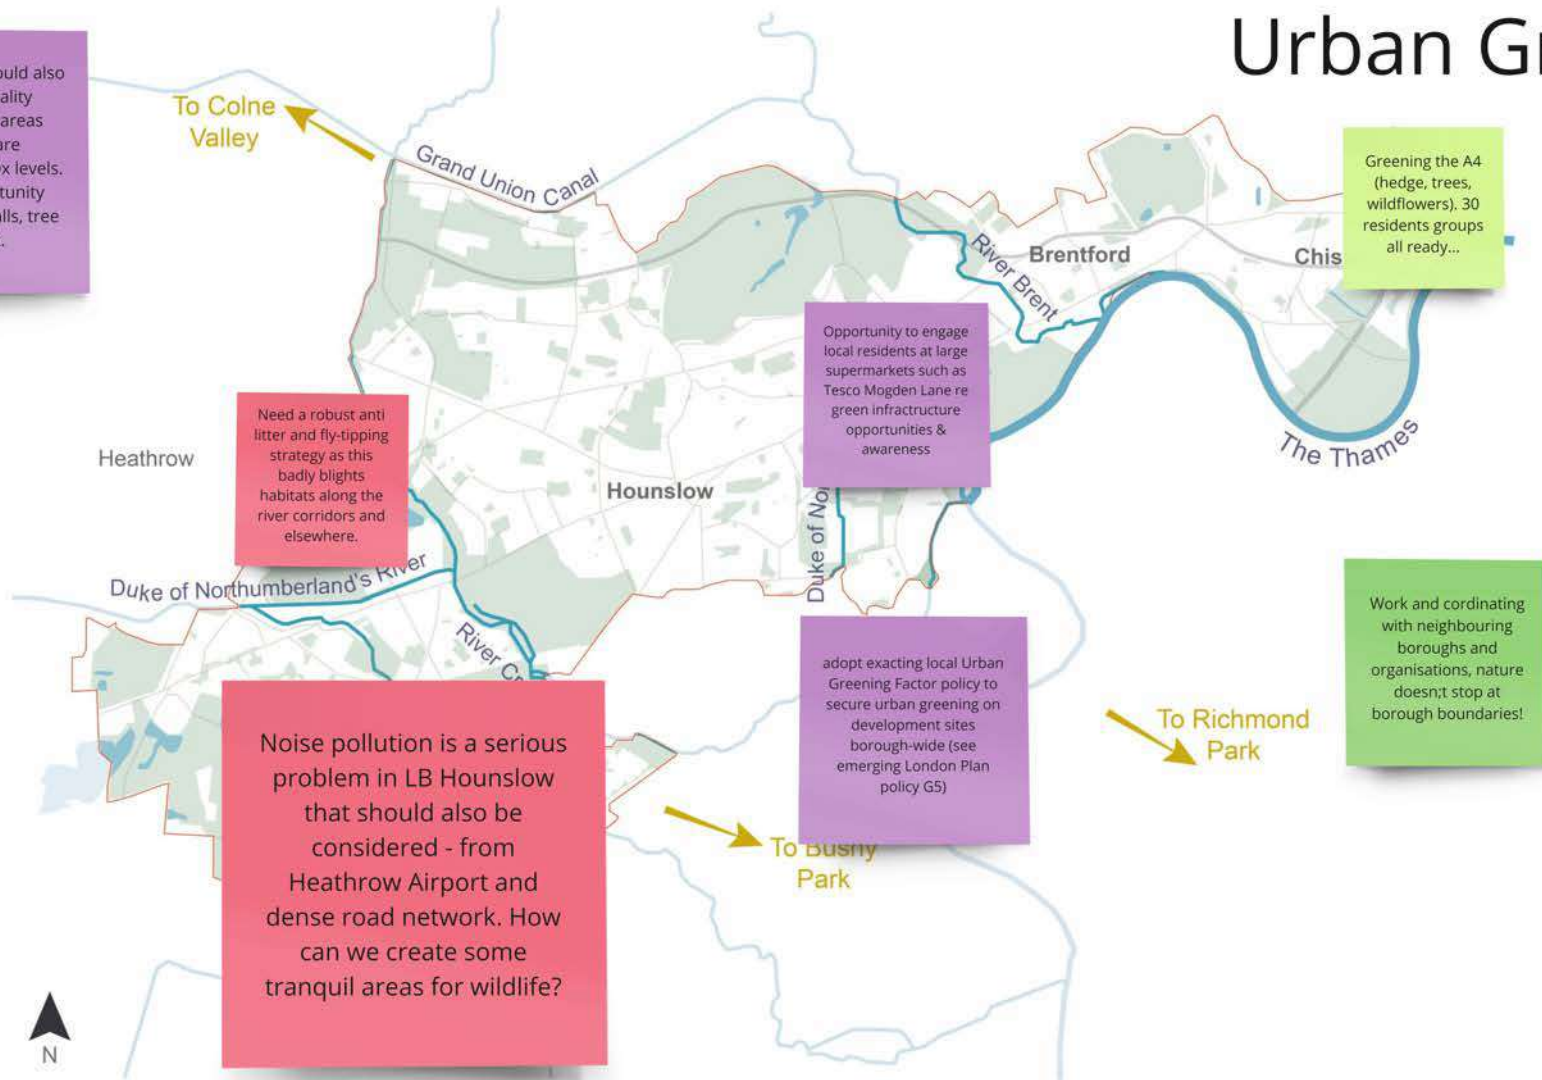 Urban Gr
ould also
ality
areas
are
x levels.
tunity
alls, tree
.
To Colne
Valley
Grand Union Canal
Greening the A4
(hedge, trees,
wildflowers). 30
residents groups
all ready...
River Brent
Brentford
Chis
Opportunity to engage
local residents at large
supermarkets such as
Tesco Mogden Lane re
green infractructure
opportunities &
awareness
Need a robust anti
litter and fly-tipping
strategy as this
badly blights
habitats along the
river corridors and
elsewhere.
Heathrow
Hounslow
The Thames
Duke of Nor
Duke of Northumberland's River
River Cr
Work and cordinating
with neighbouring
boroughs and
organisations, nature
doesn;t stop at
borough boundaries!
adopt exacting local Urban
Greening Factor policy to
secure urban greening on
development sites
borough-wide (see
emerging London Plan
policy G5)
To Richmond
Park
Noise pollution is a serious
problem in LB Hounslow
that should also be
considered - from
Heathrow Airport and
dense road network. How
can we create some
tranquil areas for wildlife?
To Bushy
Park
N